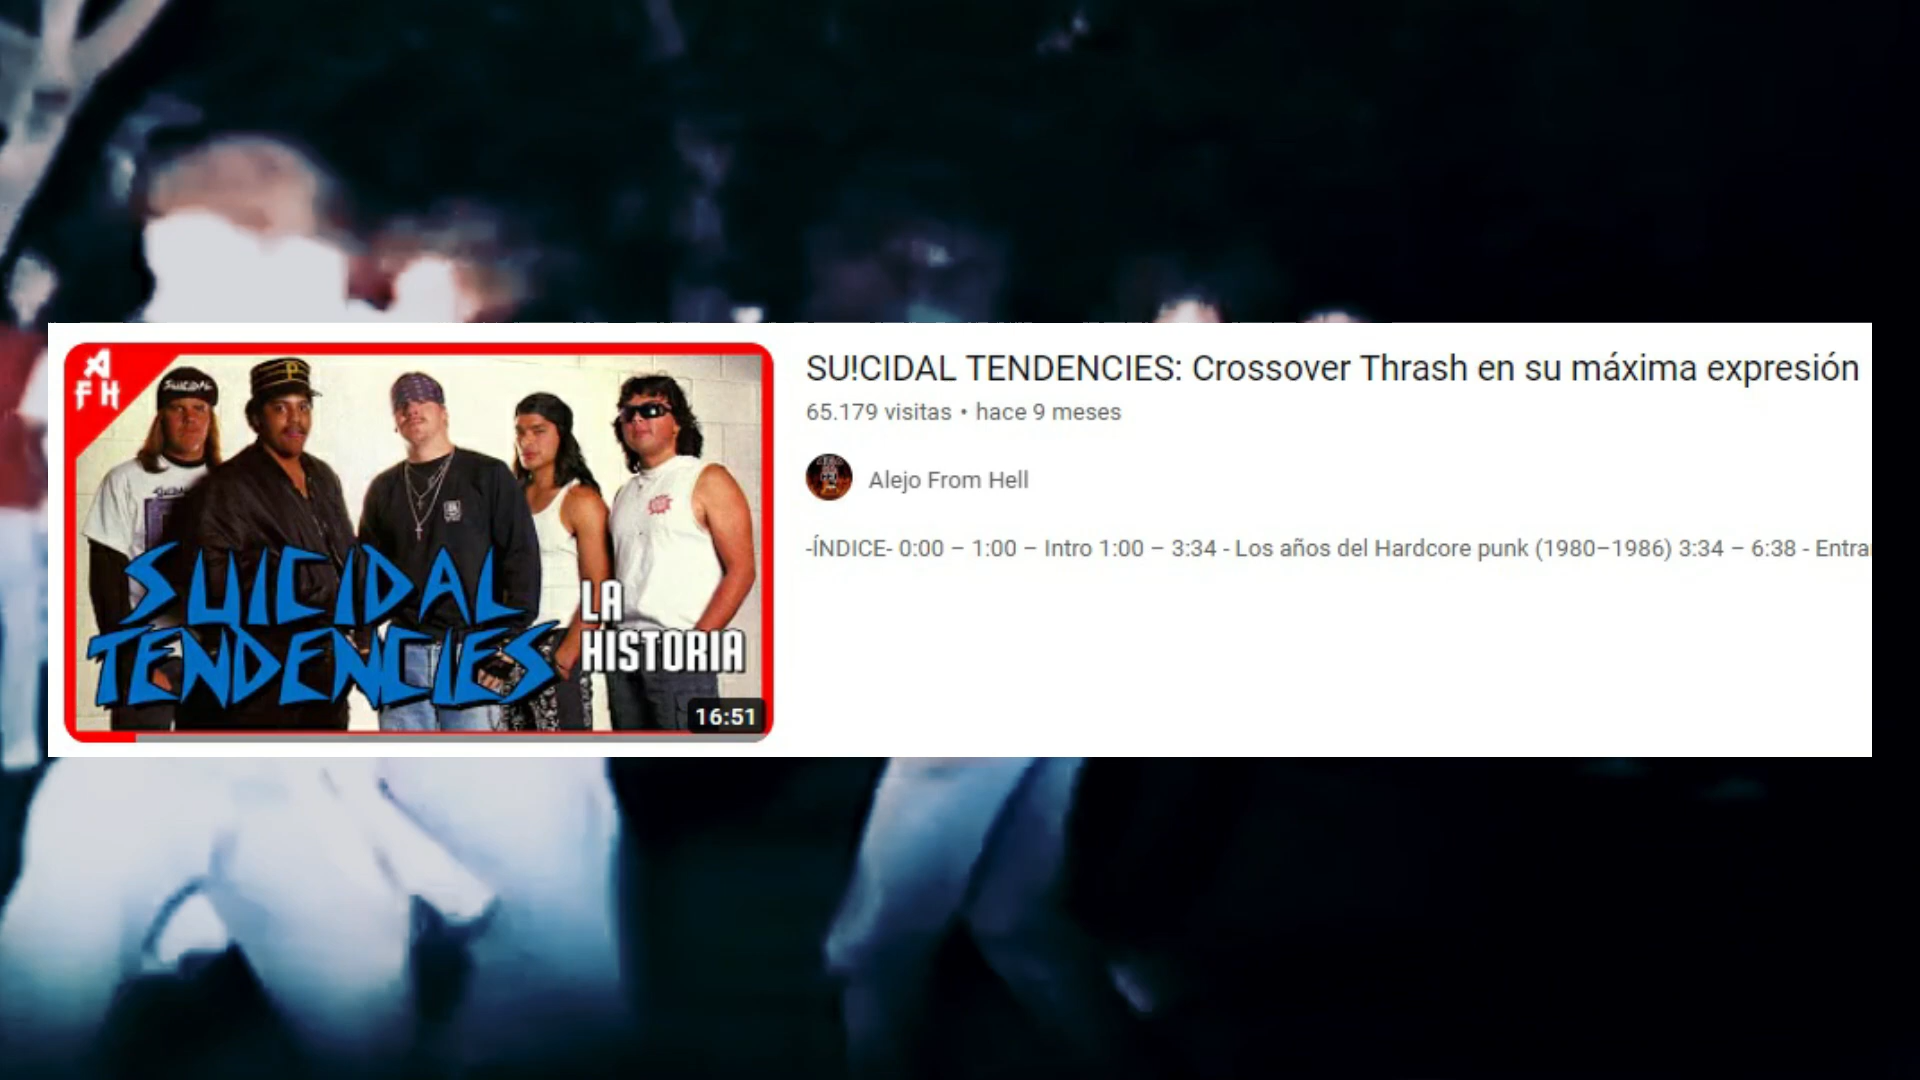 A
FH
SUICIDAL
P
SUICIDAL
TENDENCIES
LA
HISTORIA
16:51
SU!CIDAL TENDENCIES: Crossover Thrash en su máxima expresión
65.179 visitas • hace 9 meses
Alejo From Hell
-ÍNDICE- 0:00 – 1:00 – Intro 1:00 – 3:34 - Los años del Hardcore punk (1980–1986) 3:34 – 6:38 - Entra